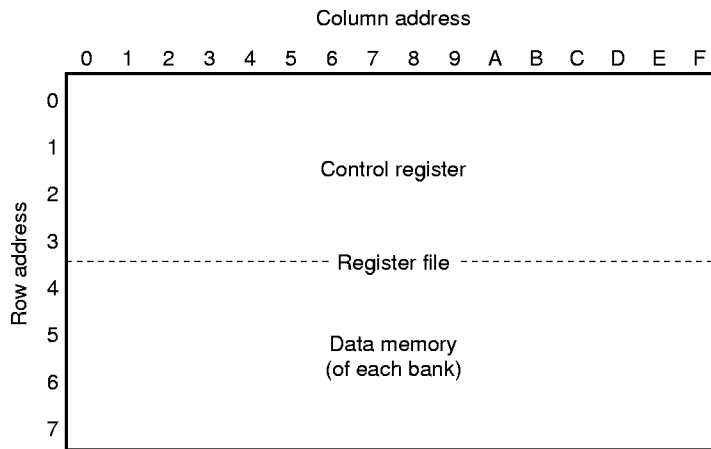 Column address
0 1 2 3 4 5 6 7 8 9 A B C D E F
Row address
0
1
Control register
2
3
Register file
4
5
Data memory
(of each bank)
6
7